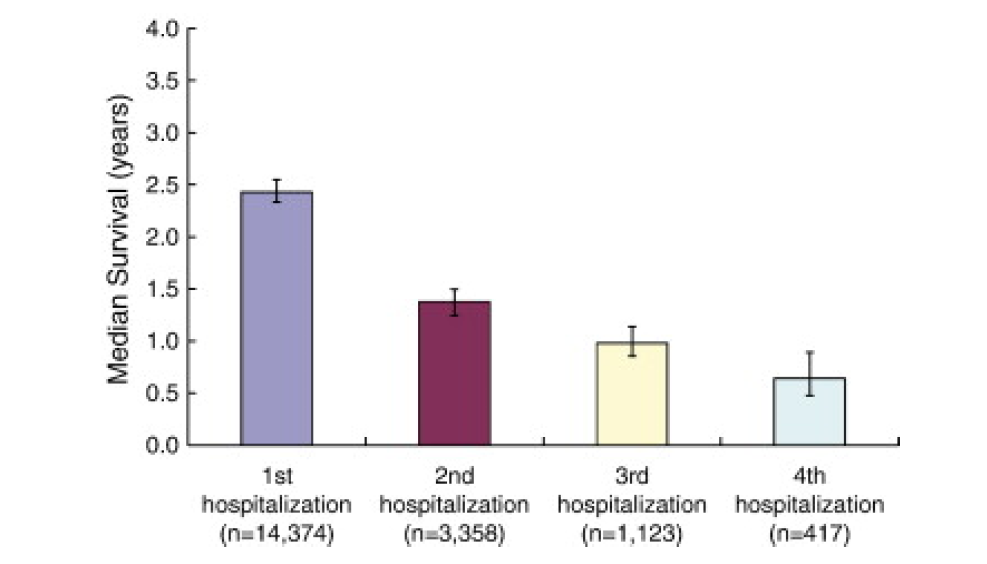 4.0
3.5
3.0
2.5
2.0
1.5
1.0
0.5
0.0
Median Survival (years)
1st
hospitalization
(n=14,374)
2nd
hospitalization
(n=3,358)
3rd
hospitalization
(n=1,123)
4th
hospitalization
(n=417)